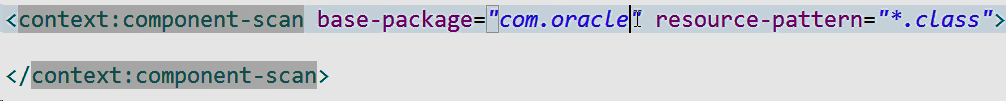 <context:component-scan base-package="com.oracle" resource-pattern="*.class">
</context:component-scan>